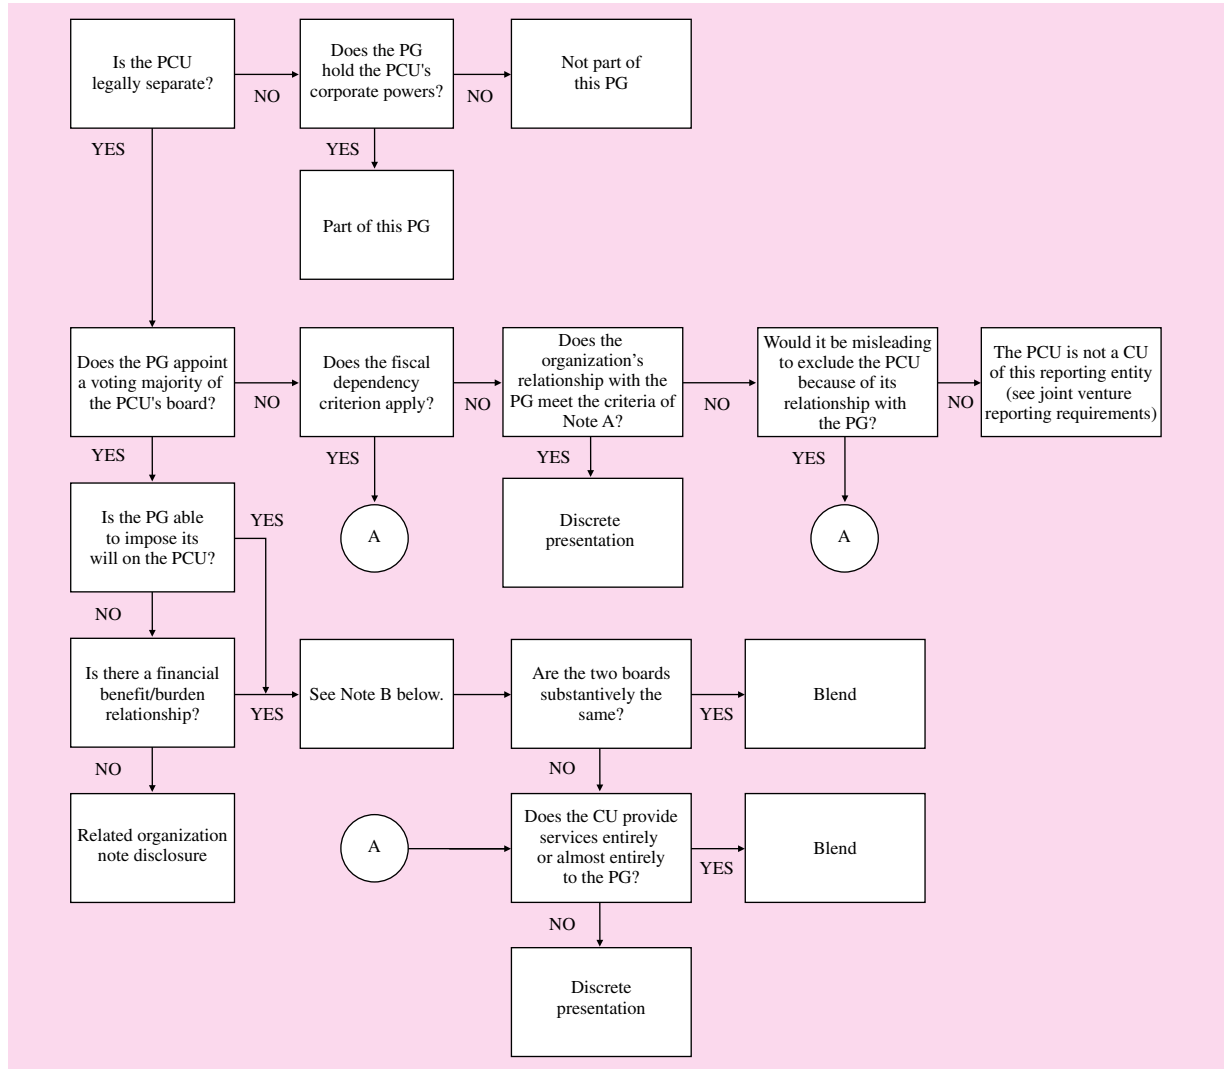 Is the PCU
legally separate?
NO
Does the PG
hold the PCU's
corporate powers?
NO
Not part of
this PG
YES
YES
Part of this PG
Does the PG appoint
a voting majority of
the PCU's board?
NO
Does the fiscal
dependency
criterion apply?
NO
Does the
organization’s
relationship with the
PG meet the criteria of
Note A?
NO
Would it be misleading
to exclude the PCU
because of its
relationship with
the PG?
NO
The PCU is not a CU
of this reporting entity
(see joint venture
reporting requirements)
YES
YES
YES
YES
Is the PG able
to impose its
will on the PCU?
YES
A
Discrete
presentation
A
NO
Is there a financial
benefit/burden
relationship?
YES
See Note B below.
Are the two boards
substantively the
same?
YES
Blend
NO
NO
Related organization
note disclosure
A
Does the CU provide
services entirely
or almost entirely
to the PG?
YES
Blend
NO
Discrete
presentation